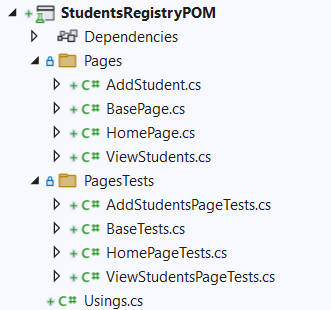 StudentsRegistryPOM
Dependencies
Pages
C# AddStudent.cs
C# BasePage.cs
C# HomePage.cs
C# ViewStudents.cs
PagesTests
C# AddStudentsPageTests.cs
C# BaseTests.cs
C# HomePageTests.cs
C# ViewStudentsPageTests.cs
C# Usings.cs